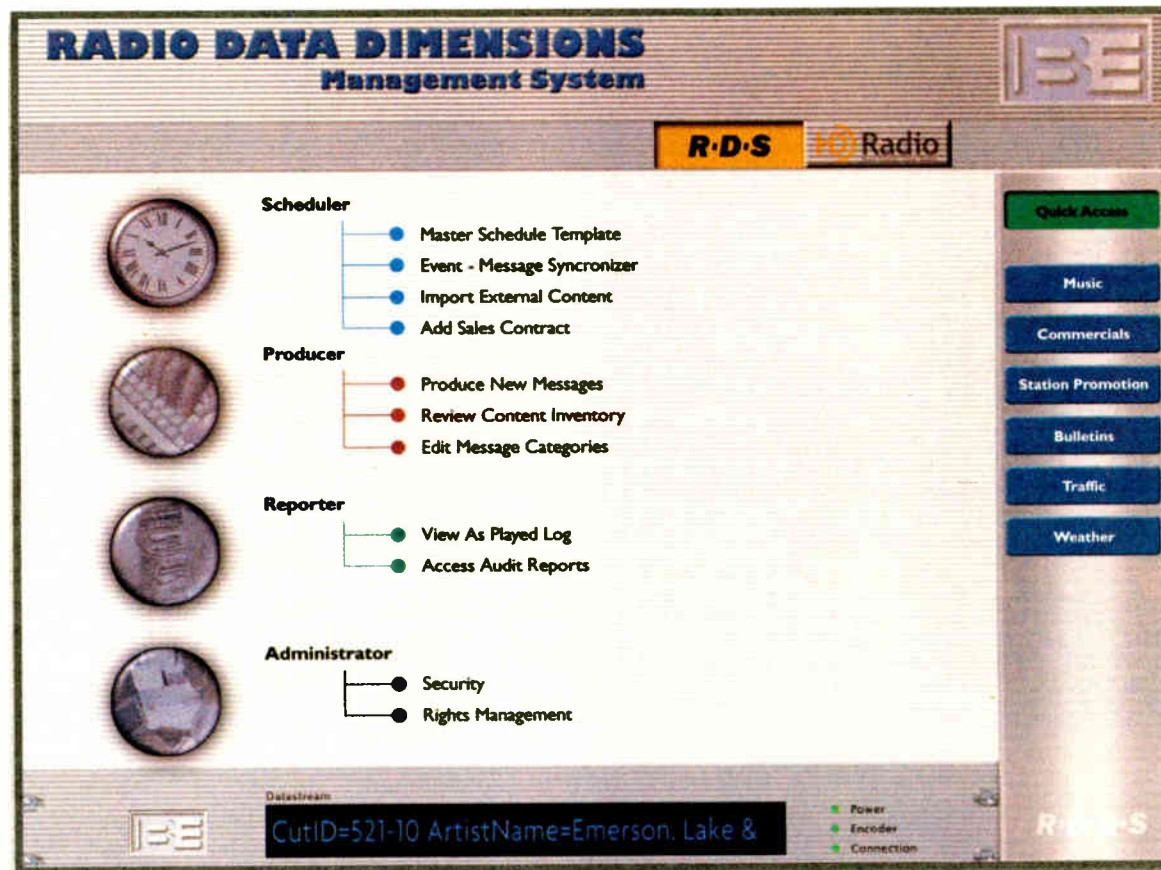 RADIO DATA DIMENSIONS
Management System
BE
R·D·S
HD Radio
Scheduler
Master Schedule Template
Event - Message Syncronizer
Import External Content
Add Sales Contract
Producer
Produce New Messages
Review Content Inventory
Edit Message Categories
Reporter
View As Played Log
Access Audit Reports
Administrator
Security
Rights Management
Quick Access
Music
Commercials
Station Promotion
Bulletins
Traffic
Weather
BE
Datastream
CutID=521-10 ArtistName=Emerson, Lake &
Power
Encoder
Connection